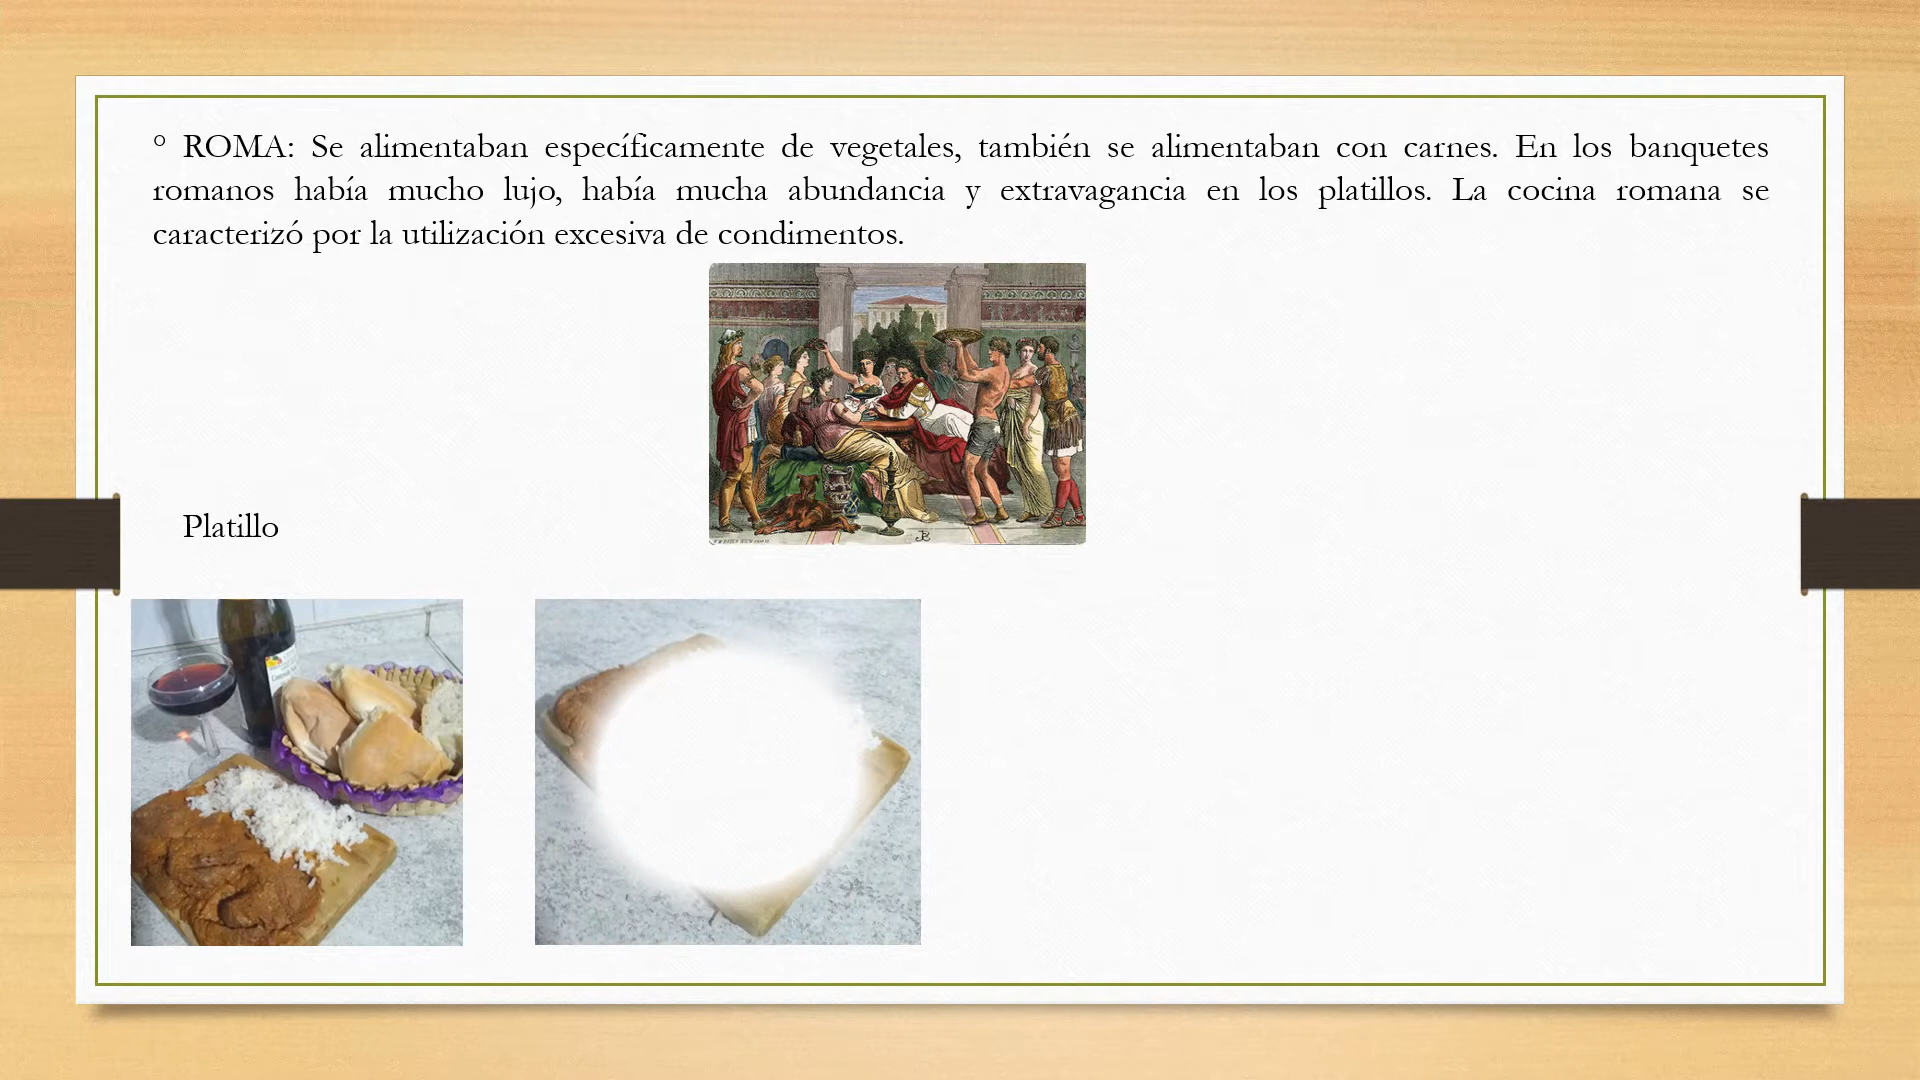 ° ROMA: Se alimentaban específicamente de vegetales, también se alimentaban con carnes. En los banquetes
romanos había mucho lujo, había mucha abundancia y extravagancia en los platillos. La cocina romana se
caracterizó por la utilización excesiva de condimentos.
Platillo